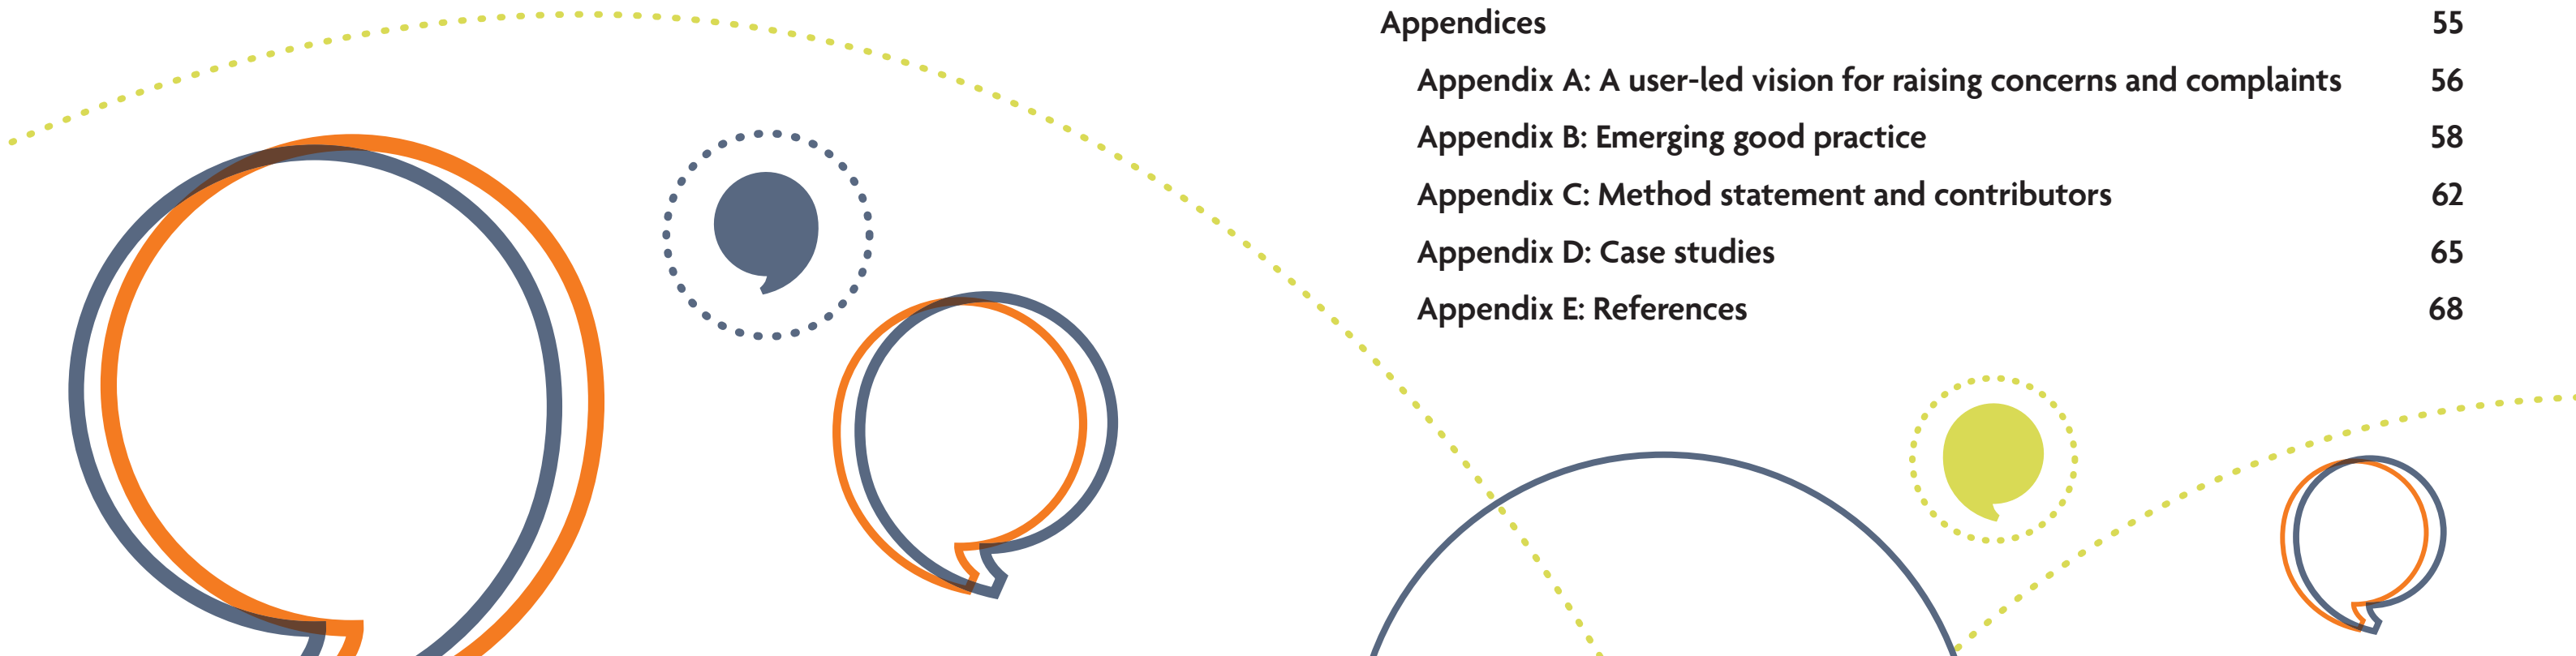 Appendices 55
Appendix A: A user-led vision for raising concerns and complaints 56
Appendix B: Emerging good practice 58
Appendix C: Method statement and contributors 62
Appendix D: Case studies 65
Appendix E: References 68